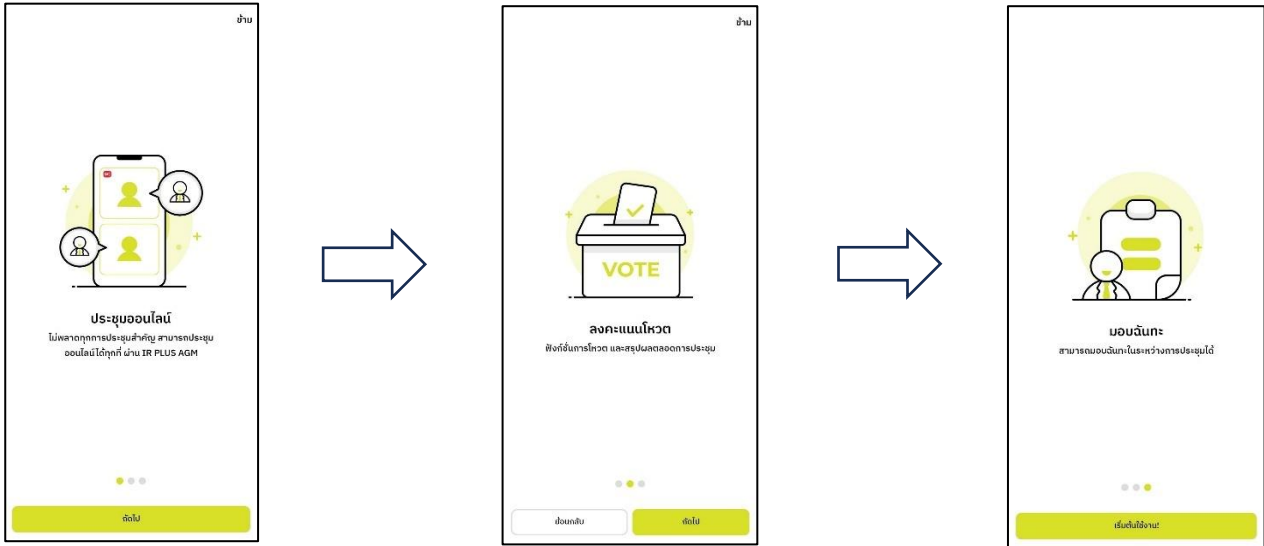 ข้าม
ประชุมออนไลน์
ไม่พลาดทุกการประชุมสำคัญ สามารถประชุม
ออนไลน์ได้ทุกที่ ผ่าน IR PLUS AGM
ถัดไป
ข้าม
VOTE
ลงคะแนนโหวต
ฟังก์ชั่นการโหวต และสรุปผลตลอดการประชุม
ย้อนกลับ
ถัดไป
มอบฉันทะ
สามารถมอบฉันทะในระหว่างการประชุมได้
เริ่มต้นใช้งาน!